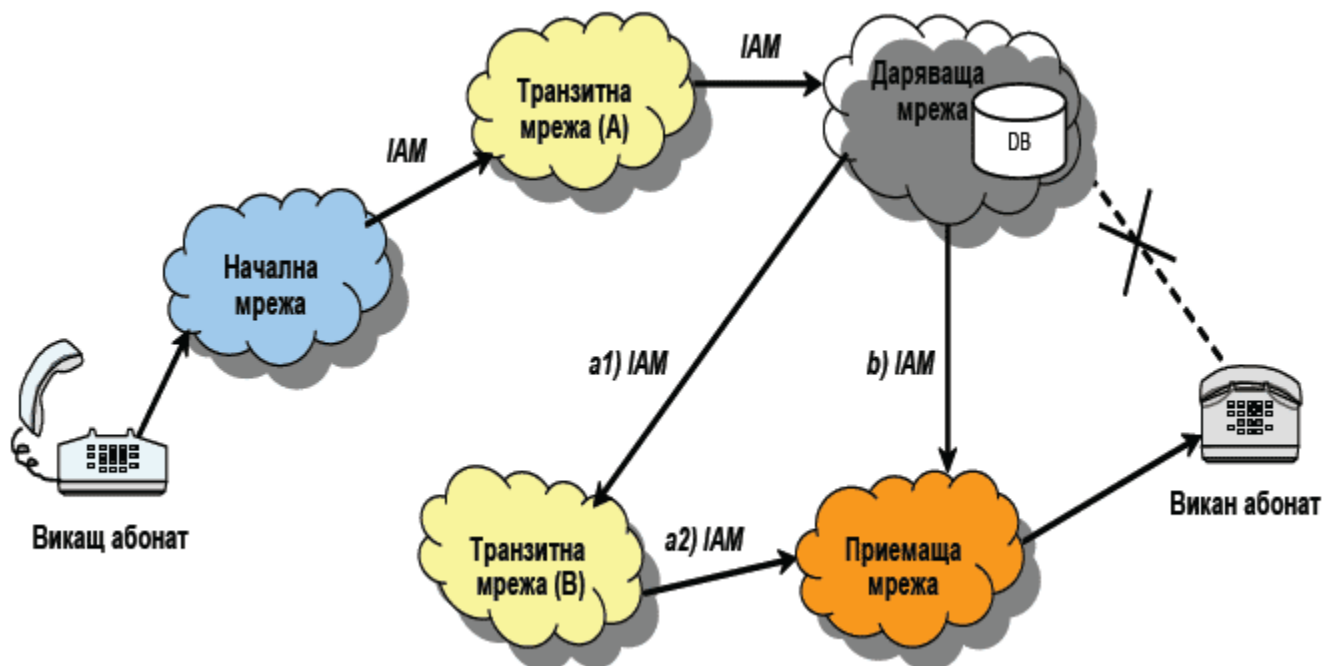 IAM
Транзитна
мрежа (A)
Даряваща
мрежа
DB
IAM
Начална
мрежа
a1) IAM
b) IAM
Викащ абонат
Викан абонат
Транзитна
мрежа (B)
a2) IAM
Приемаща
мрежа